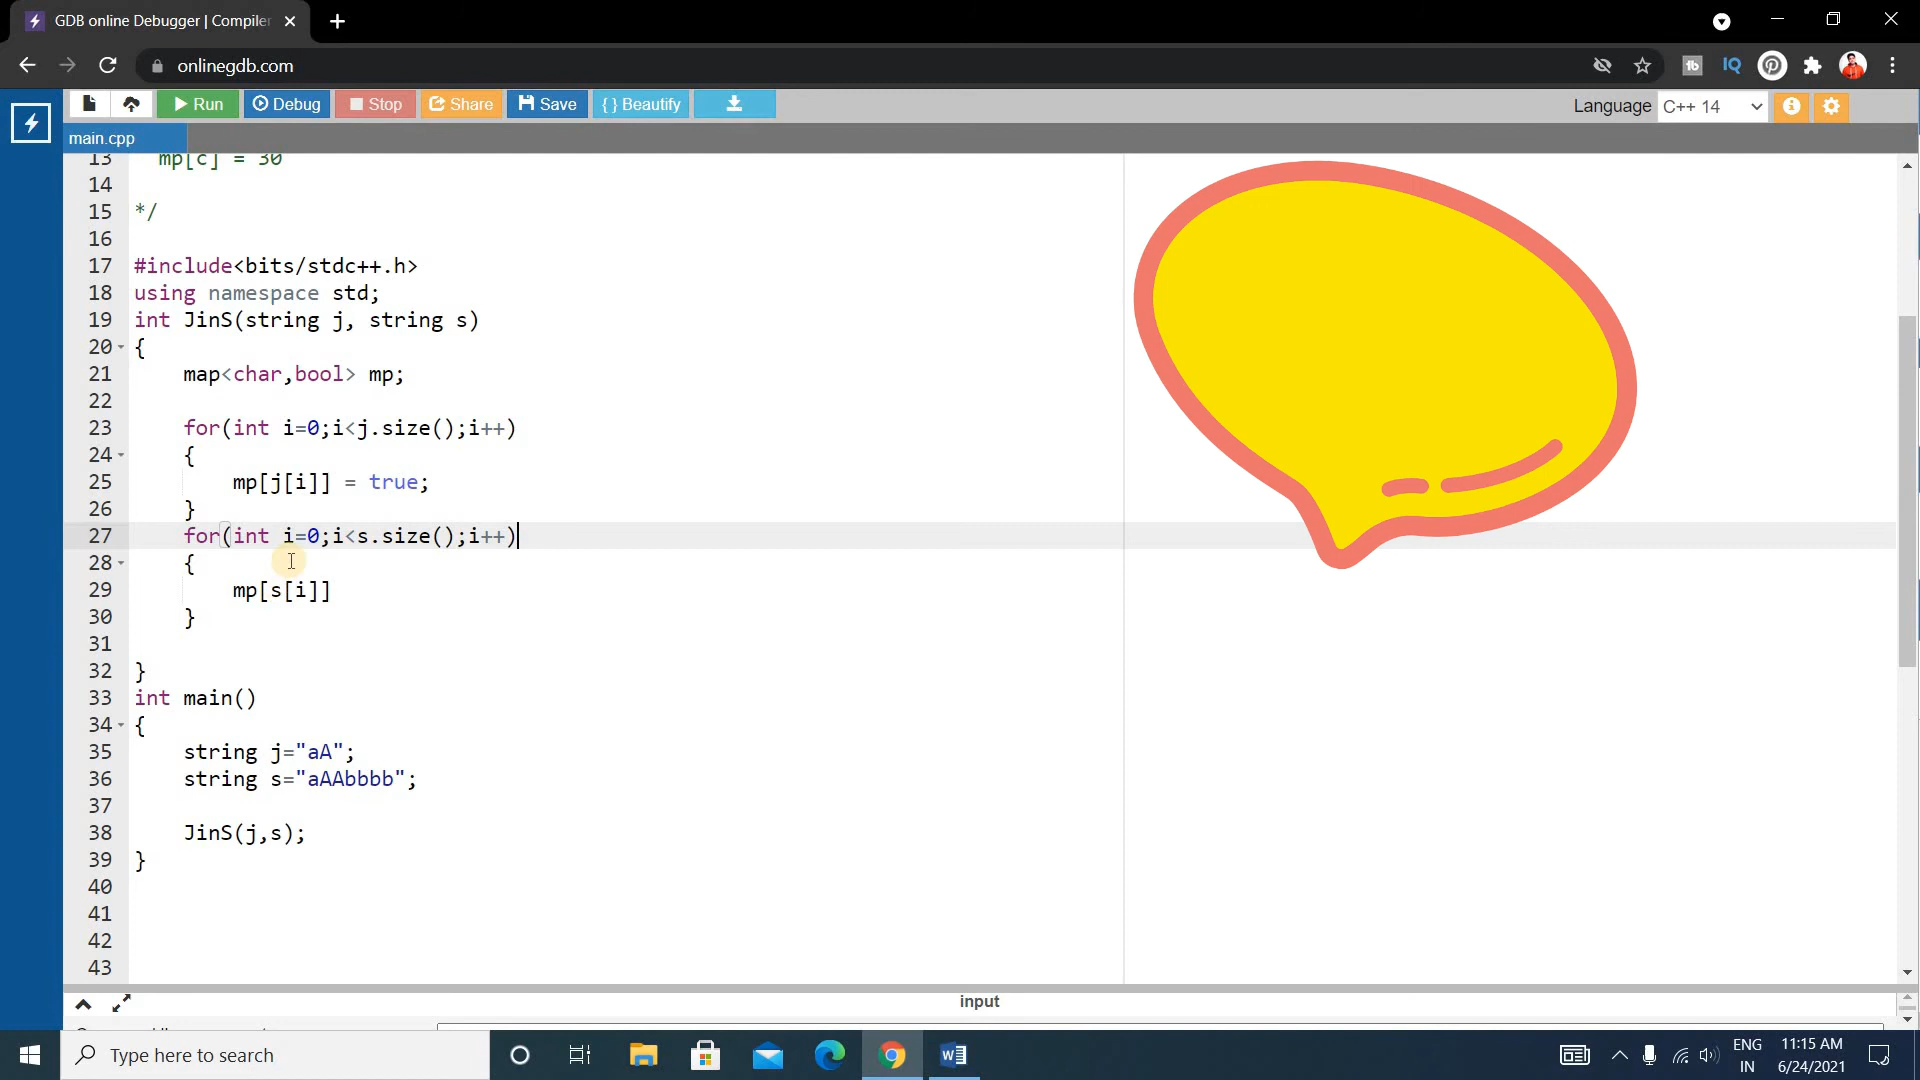 GDB online Debugger | Compiler
onlinegdb.com
Run Debug Stop Share Save { } Beautify
Language C++ 14
main.cpp
13 mp[c] = 30
14
15 */
16
17 #include<bits/stdc++.h>
18 using namespace std;
19 int JinS(string j, string s)
20 {
21 map<char,bool> mp;
22
23 for(int i=0;i<j.size();i++)
24 {
25 mp[j[i]] = true;
26 }
27 for(int i=0;i<s.size();i++)
28 {
29 mp[s[i]]
30 }
31
32 }
33 int main()
34 {
35 string j="aA";
36 string s="aAAbbbb";
37
38 JinS(j,s);
39 }
40
41
42
43
input
Type here to search
ENG
IN
11:15 AM
6/24/2021